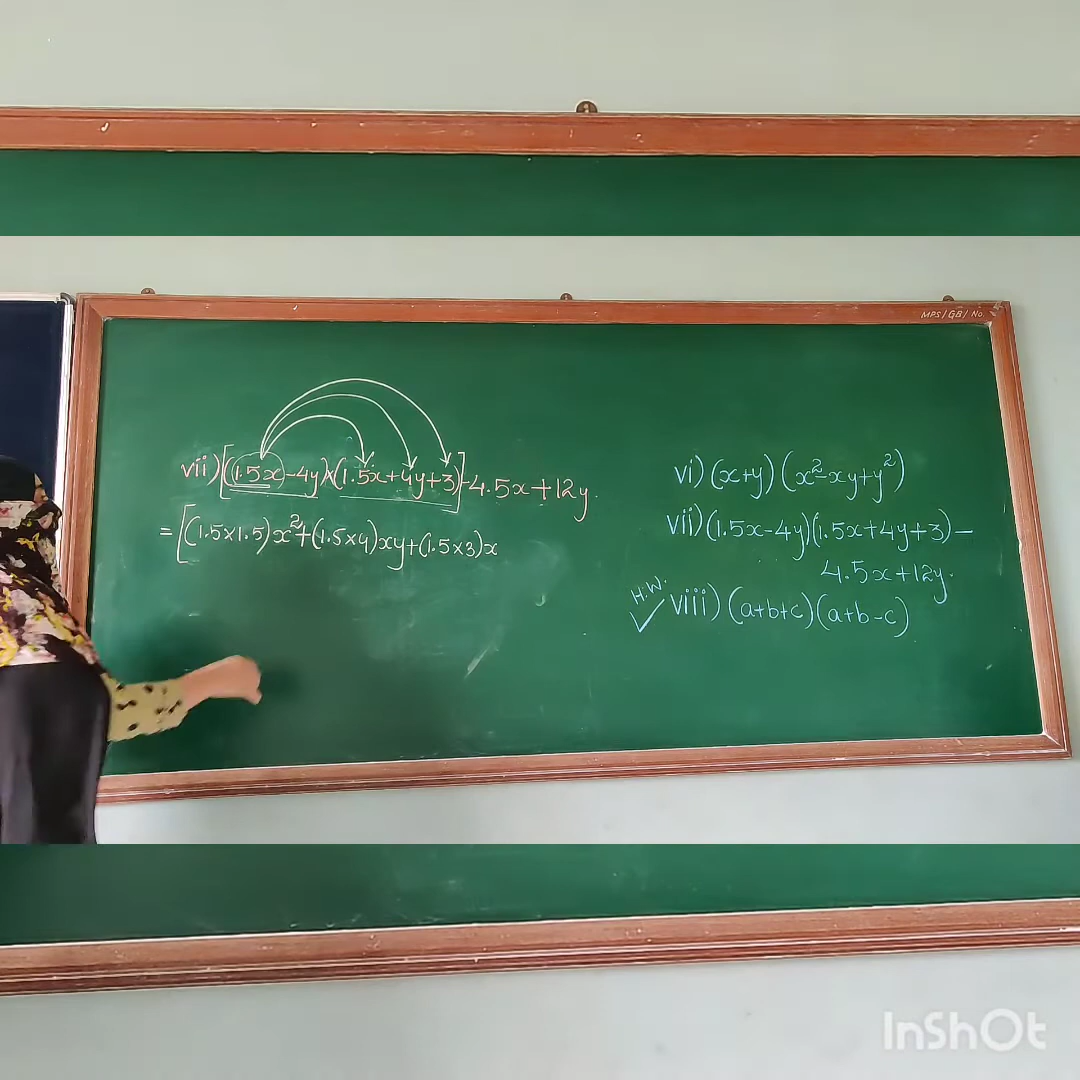 MPS/GB/No.
vii) [(1.5x-4y)×(1.5x+4y+3)]-4.5x+12y.
= [(1.5×1.5)x²+(1.5×4)xy+(1.5×3)x
vi) (x+y) (x²-xy+y²)
vii) (1.5x-4y)(1.5x+4y+3) -
4.5x+12y.
H.W.
✓ viii) (a+b+c)(a+b-c)
InShOt